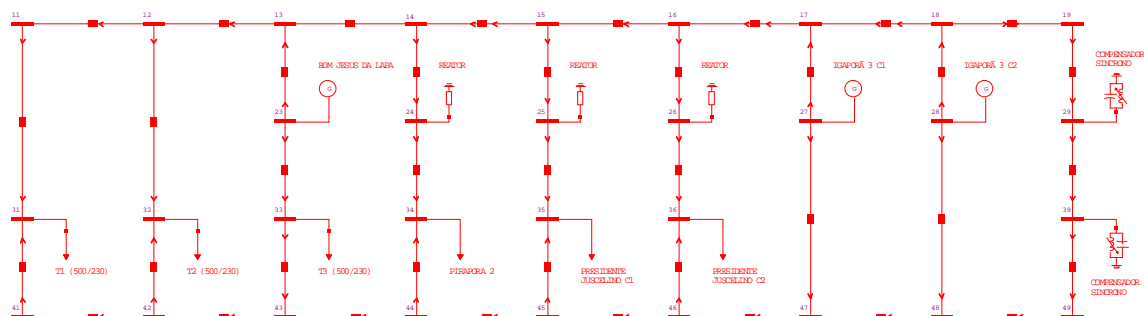 11 12 13 14 15 16 17 18 19
BOM JESUS DA LAPA REATOR REATOR REATOR IGAPORÃ 3 C1 IGAPORÃ 3 C2 COMPENSADOR
SINCRONO
G G G
23 24 25 26 27 28 29
31 32 33 34 35 36 39
T1 (500/230) T2 (500/230) T3 (500/230) PIRAPORA 2 PRESIDENTE
JUSCELINO C1 PRESIDENTE
JUSCELINO C2 COMPENSADOR
SINCRONO
41 42 43 44 45 46 47 48 49